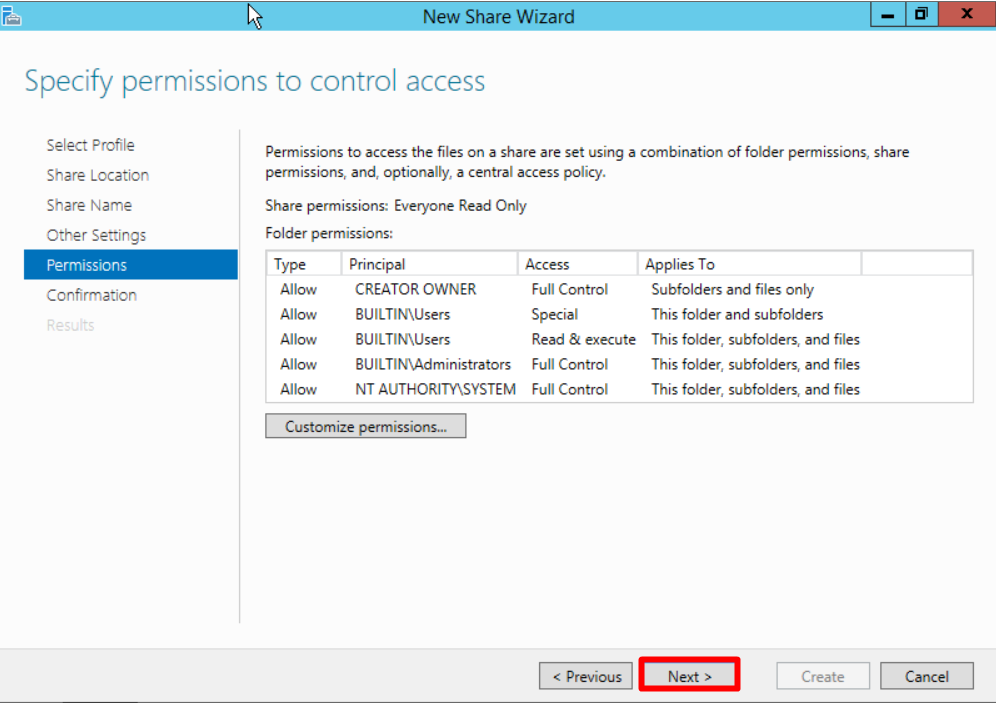 New Share Wizard
Specify permissions to control access
Select Profile
Share Location
Share Name
Other Settings
Permissions
Confirmation
Results
Permissions to access the files on a share are set using a combination of folder permissions, share
permissions, and, optionally, a central access policy.
Share permissions: Everyone Read Only
Folder permissions:
Type Principal Access Applies To
Allow CREATOR OWNER Full Control Subfolders and files only
Allow BUILTIN\Users Special This folder and subfolders
Allow BUILTIN\Users Read & execute This folder, subfolders, and files
Allow BUILTIN\Administrators Full Control This folder, subfolders, and files
Allow NT AUTHORITY\SYSTEM Full Control This folder, subfolders, and files
Customize permissions...
< Previous Next > Create Cancel